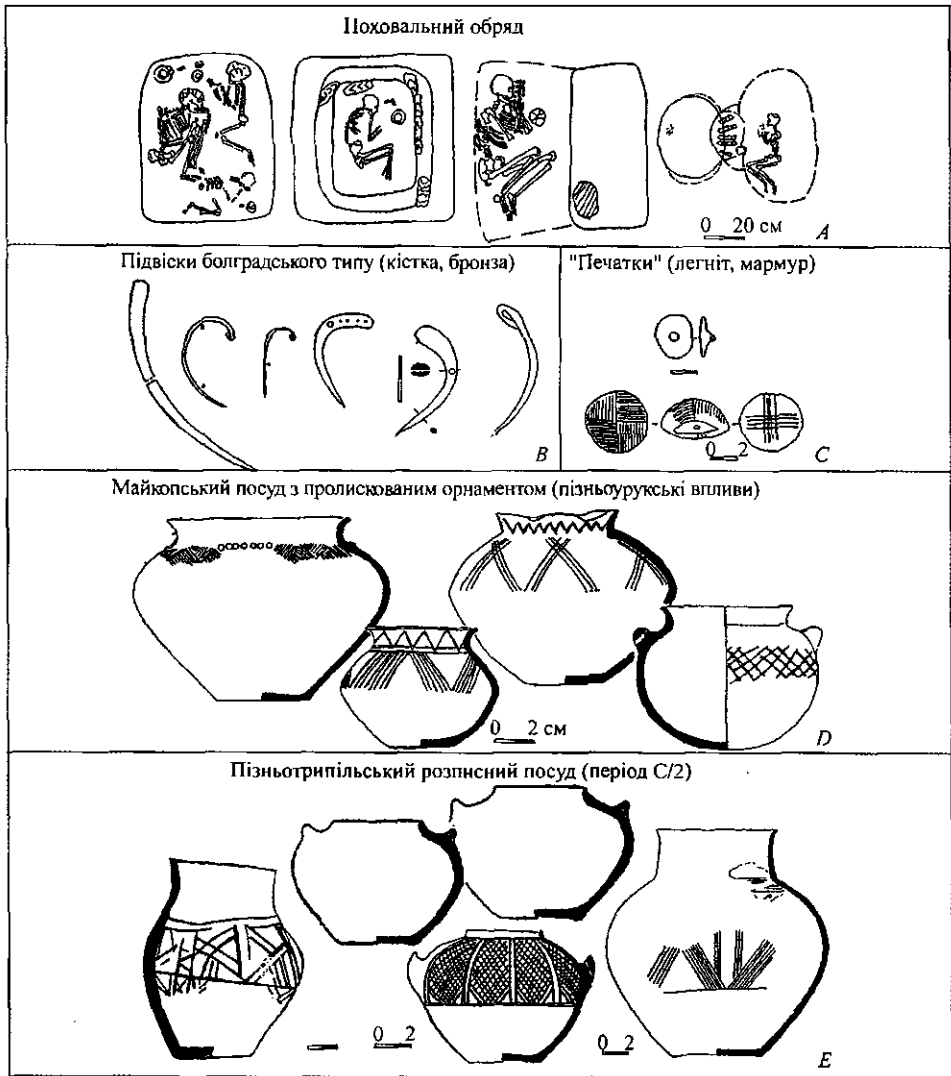 Поховальний обряд
0 20 см A
Підвіски болградського типу (кістка, бронза)
B
"Печатки" (легніт, мармур)
0 2 C
Майкопський посуд з пролискованим орнаментом (пізньоурукські впливи)
0 2 см D
Пізньотрипільський розписний посуд (період С/2)
0 2
0 2
E